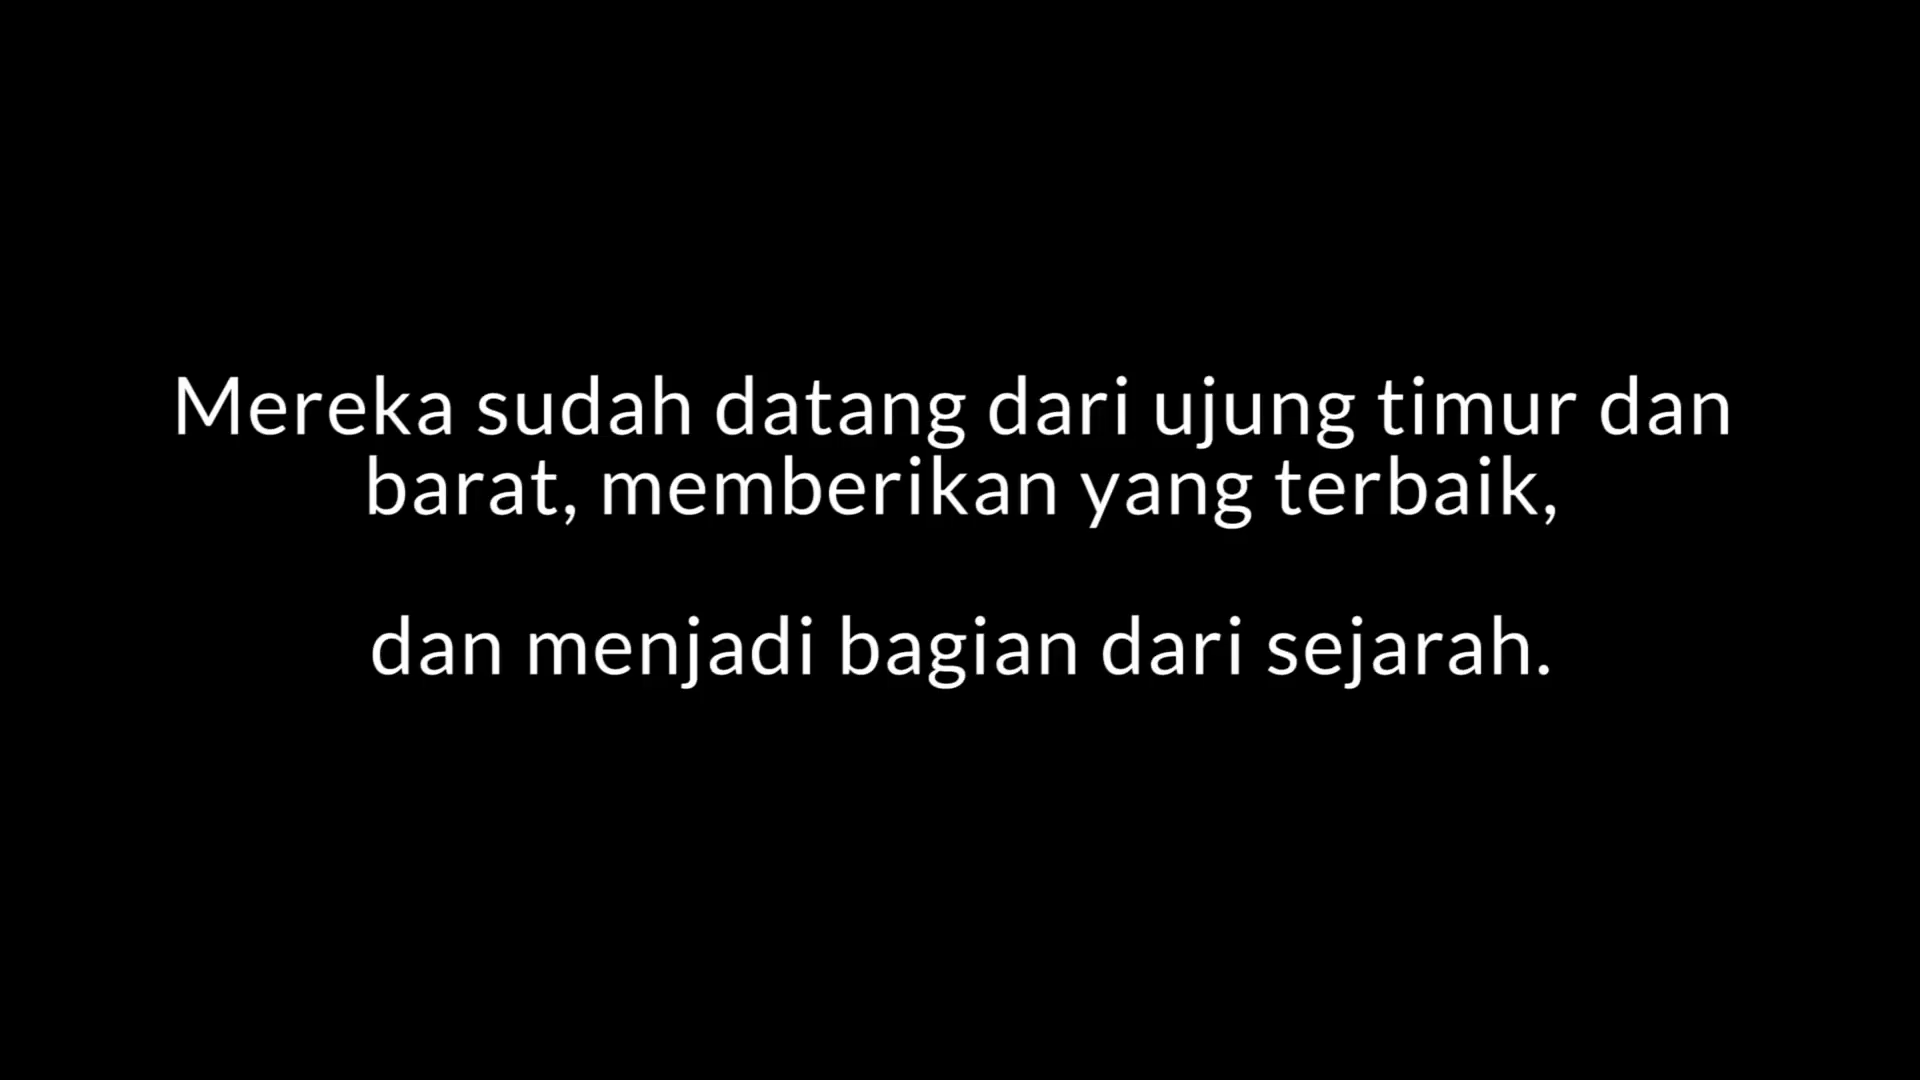 Mereka sudah datang dari ujung timur dan
barat, memberikan yang terbaik,
dan menjadi bagian dari sejarah.